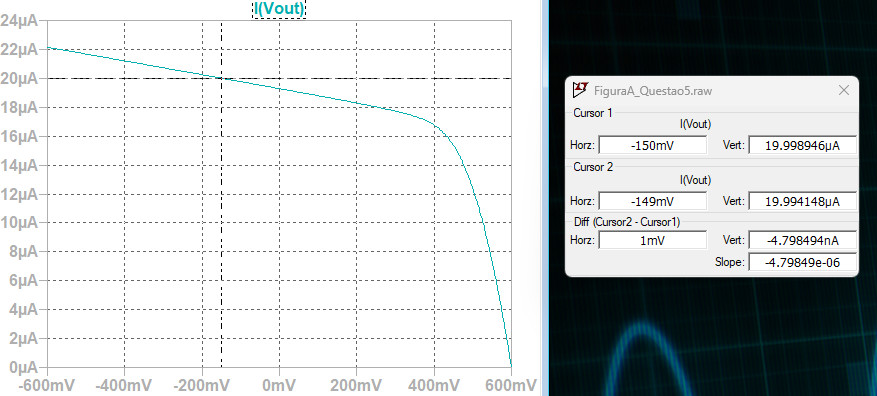 I(Vout)
24µA
22µA
20µA
18µA
16µA
14µA
12µA
10µA
8µA
6µA
4µA
2µA
0µA
-600mV -400mV -200mV 0mV 200mV 400mV 600mV
FiguraA_Questao5.raw
Cursor 1
I(Vout)
Horz: -150mV Vert: 19.998946µA
Cursor 2
I(Vout)
Horz: -149mV Vert: 19.994148µA
Diff (Cursor2 - Cursor1)
Horz: 1mV Vert: -4.798494nA
Slope: -4.79849e-06